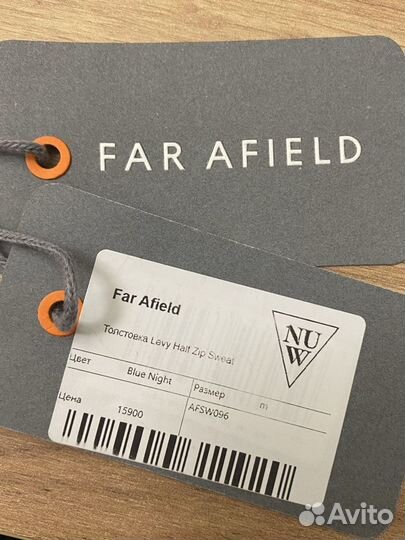 FAR AFIELD
Far Afield
Толстовка Levy Half Zip Sweat
NUW
Цвет Blue Night Размер m
Цена 15900 AFSW096
Avito